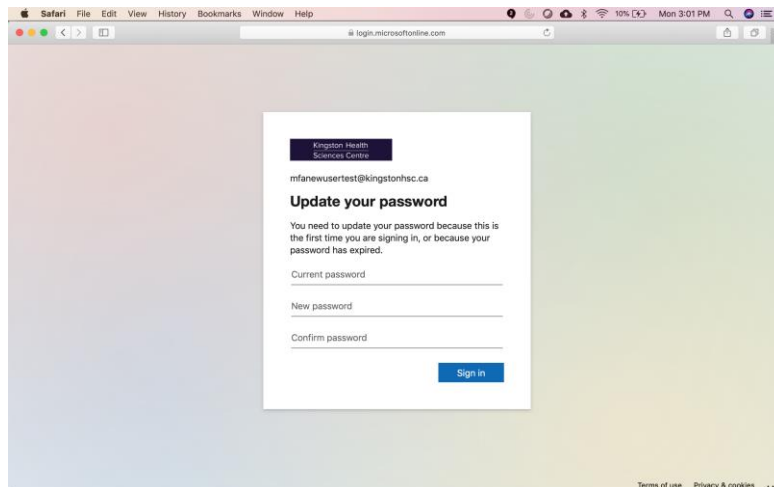 Safari File Edit View History Bookmarks Window Help 10% Mon 3:01 PM
login.microsoftonline.com
Kingston Health
Sciences Centre
mfanewusertest@kingstonhsc.ca
Update your password
You need to update your password because this is
the first time you are signing in, or because your
password has expired.
Current password
New password
Confirm password
Sign in
Terms of use Privacy & cookies